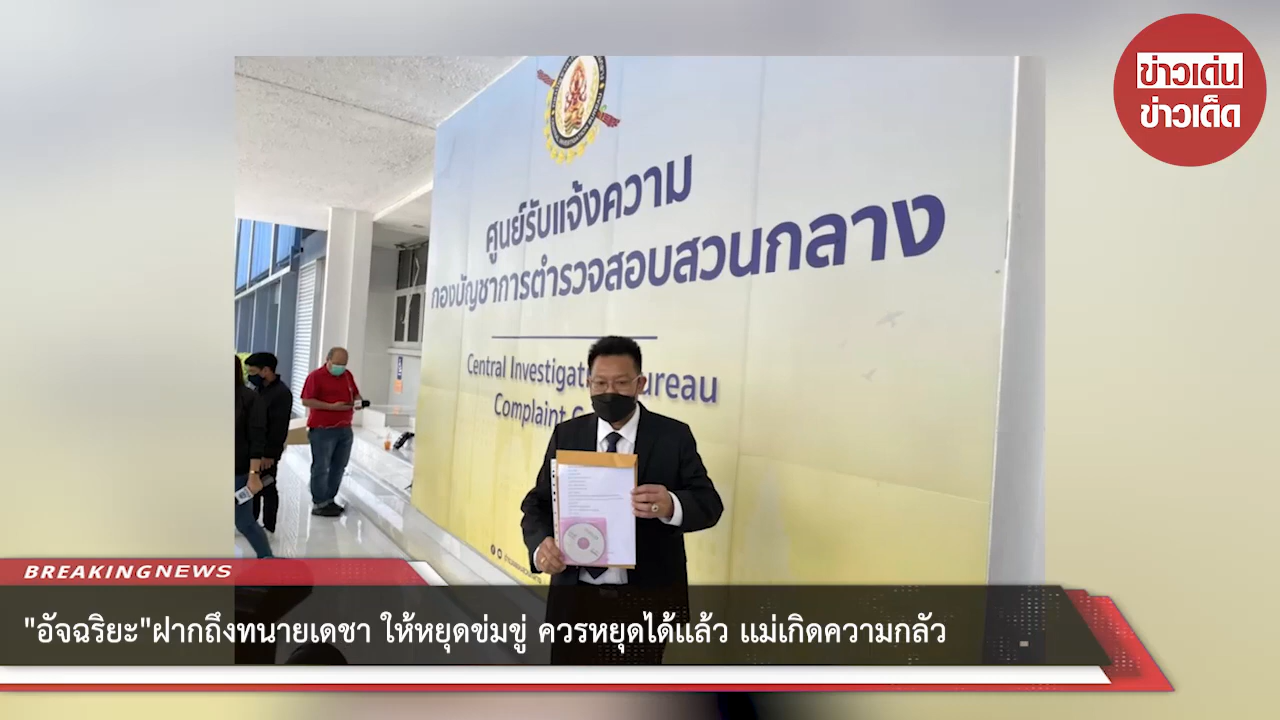 ข่าวเด่น
ข่าวเด็ด
ศูนย์รับแจ้งความ
กองบัญชาการตำรวจสอบสวนกลาง
Central Investigat ureau
Complaint
BREAKINGNEWS
"อัจฉริยะ"ฝากถึงทนายเดชา ให้หยุดข่มขู่ ควรหยุดได้แล้ว แม่เกิดความกลัว